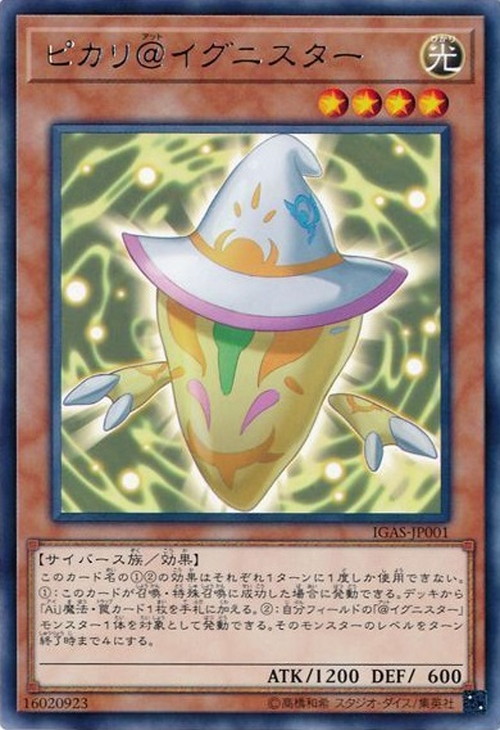 ピカリ@イグニスター
光
IGAS-JP001
【サイバース族／効果】
このカード名の①②の効果はそれぞれ1ターンに1度しか使用できない。
①：このカードが召喚・特殊召喚に成功した場合に発動できる。デッキから
「Ai」魔法・罠カード1枚を手札に加える。②：自分フィールドの「@イグニスター」
モンスター1体を対象として発動できる。そのモンスターのレベルをターン
終了時まで4にする。
ATK/1200 DEF/ 600
16020923
©高橋和希 スタジオ・ダイス/集英社